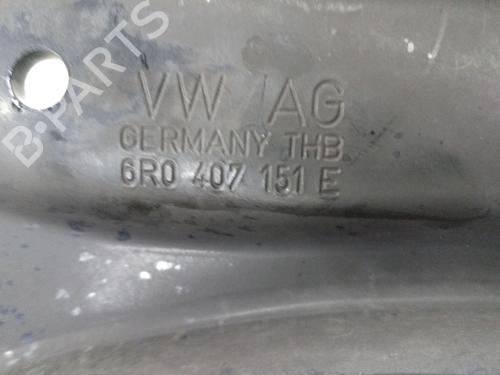 B-PARTS
VW AG
GERMANY THB
6R0 407 151 E